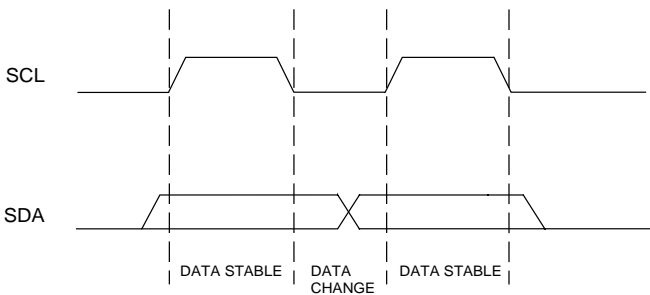 SCL
SDA
DATA STABLE
DATA
CHANGE
DATA STABLE